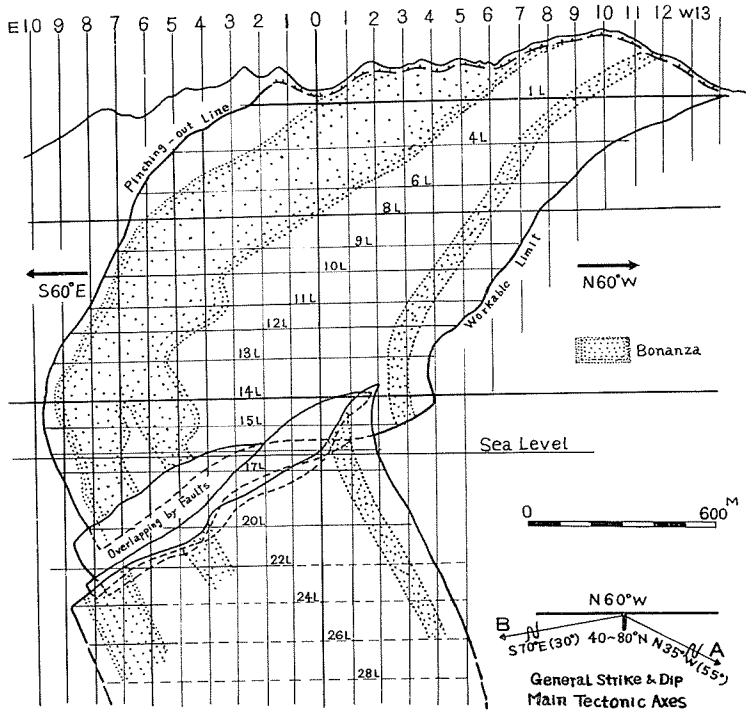 E10 9 8 7 6 5 4 3 2 1 0 1 2 3 4 5 6 7 8 9 10 11 12 W13
1L
Pinching-out Line
4L
6L
8L
9L
10L
S60°E
N60°W
11L
Workable Limit
12L
13L
Bonanza
14L
15L
Sea Level
17L
Overlapping by Faults
0 600 M
20L
22L
24L
N60°W
B
S70°E(30°) 40~80°N N35°W(55°)
A
26L
General Strike & Dip
28L
Main Tectonic Axes